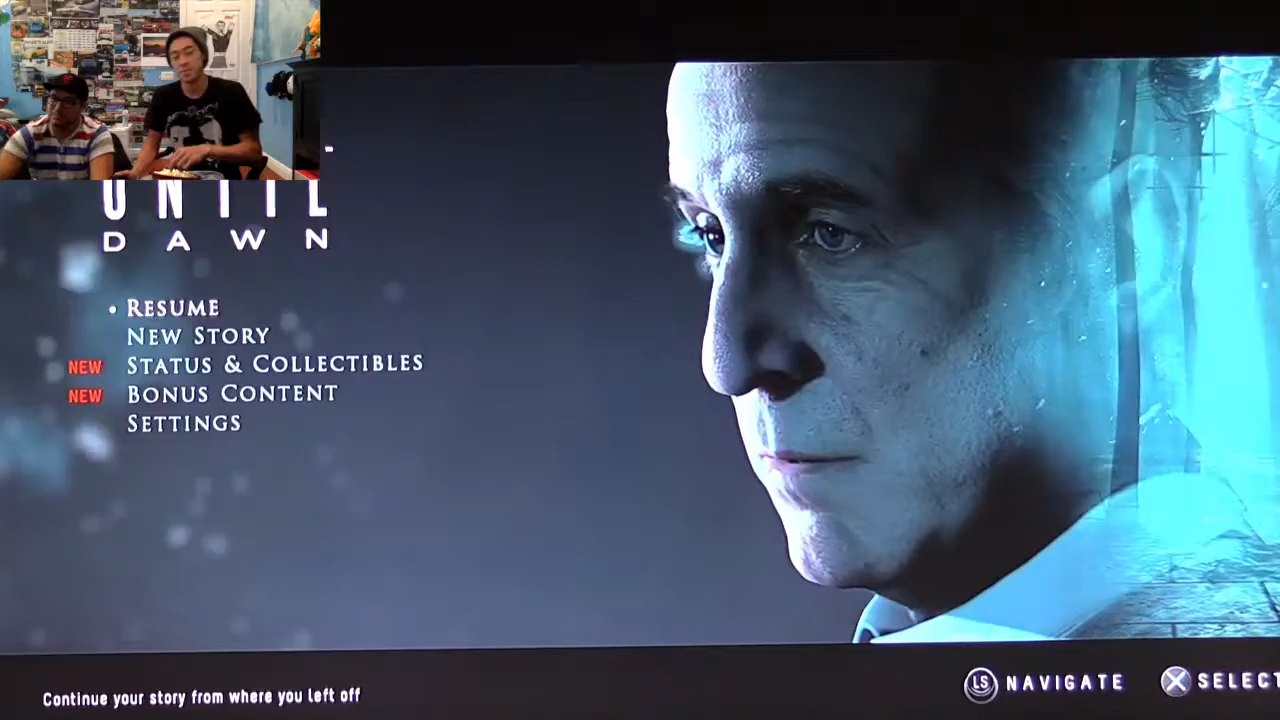 UNTIL
DAWN
RESUME
NEW STORY
NEW STATUS & COLLECTIBLES
NEW BONUS CONTENT
SETTINGS
Continue your story from where you left off
LS NAVIGATE
SELECT